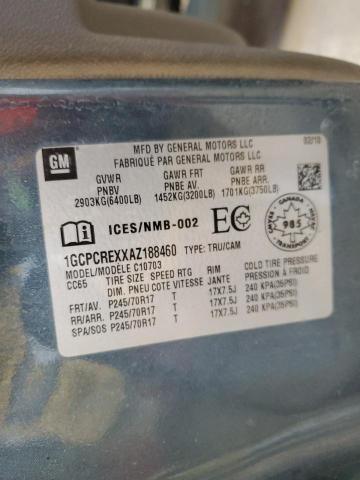 GM
MFD BY GENERAL MOTORS LLC 02/10
FABRIQUÉ PAR GENERAL MOTORS LLC
GVWR GAWR FRT GAWR RR
PNBV PNBE AV. PNBE ARR.
2903KG(6400LB) 1452KG(3200LB) 1701KG(3750LB)
ICES/NMB-002 EC CANADA 985 TRANSPORT
1GCPCREXXAZ188460 TYPE: TRU/CAM
MODEL/MODÈLE C10703
CC65 TIRE SIZE SPEED RTG RIM COLD TIRE PRESSURE
DIM. PNEU COTE VITESSE JANTE PRESSION À FROID
FRT/AV. P245/70R17 T 17X7.5J 240 KPA(35PSI)
RR/ARR. P245/70R17 T 17X7.5J 240 KPA(35PSI)
SPA/SOS P245/70R17 T 17X7.5J 240 KPA(35PSI)